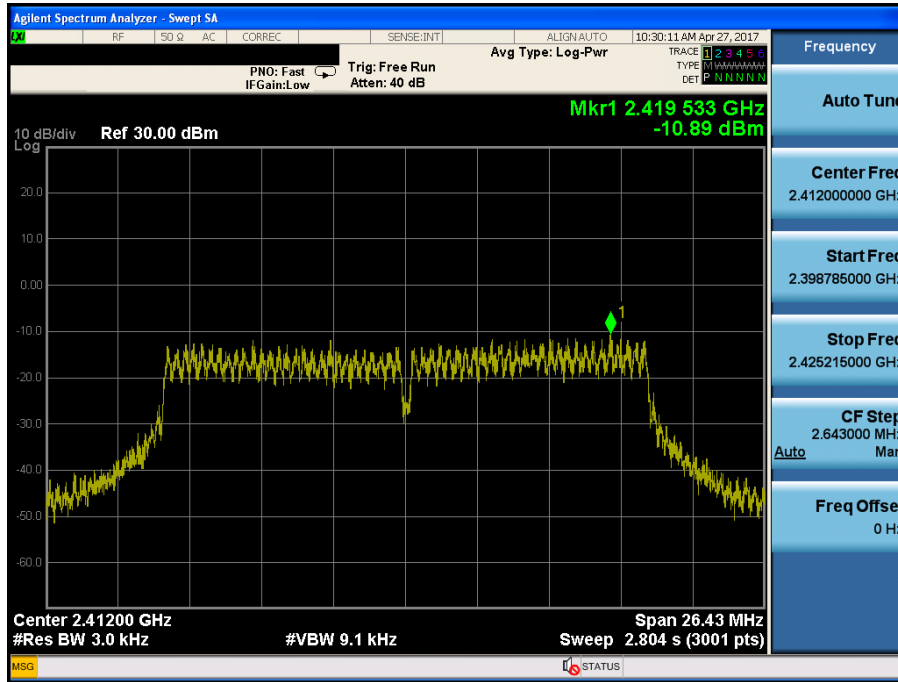 Agilent Spectrum Analyzer - Swept SA
LXI RF 50 Ω AC CORREC SENSE:INT ALIGN AUTO 10:30:11 AM Apr 27, 2017
Frequency
Avg Type: Log-Pwr
TRACE 1 2 3 4 5 6
PNO: Fast Trig: Free Run
TYPE M WWWWW
IFGain:Low Atten: 40 dB
DET P N N N N N
Auto Tune
Mkr1 2.419 533 GHz
10 dB/div Ref 30.00 dBm -10.89 dBm
Log
Center Freq
2.412000000 GHz
20.0
10.0
Start Freq
2.398785000 GHz
0.00
1
-10.0
Stop Freq
2.425215000 GHz
-20.0
-30.0
CF Step
2.643000 MHz
Auto Man
-40.0
-50.0
Freq Offset
0 Hz
-60.0
Center 2.41200 GHz Span 26.43 MHz
#Res BW 3.0 kHz #VBW 9.1 kHz Sweep 2.804 s (3001 pts)
MSG STATUS